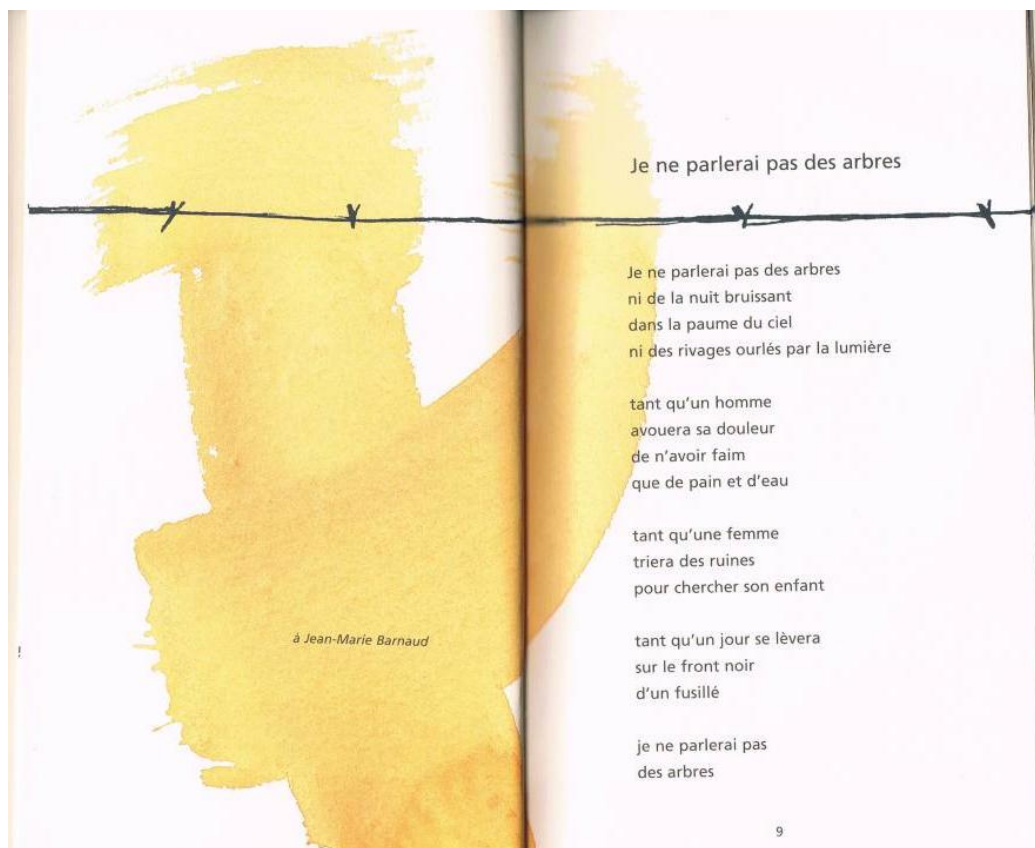 à Jean-Marie Barnaud
Je ne parlerai pas des arbres
Je ne parlerai pas des arbres
ni de la nuit bruissant
dans la paume du ciel
ni des rivages ourlés par la lumière
tant qu'un homme
avouera sa douleur
de n'avoir faim
que de pain et d'eau
tant qu'une femme
triera des ruines
pour chercher son enfant
tant qu'un jour se lèvera
sur le front noir
d'un fusillé
je ne parlerai pas
des arbres
9